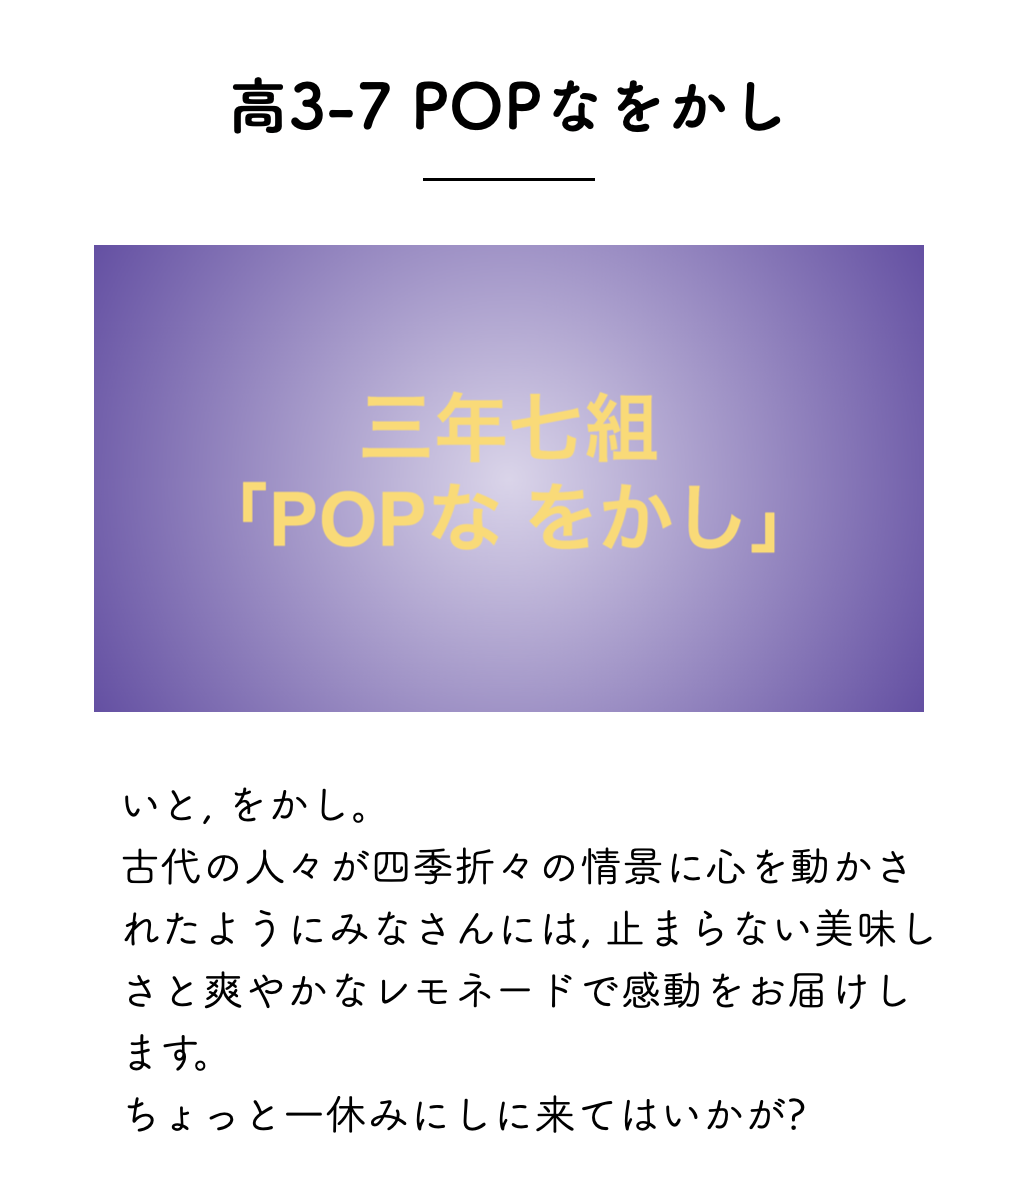 高3-7 POPなをかし
三年七組
「POPな をかし」
いと, をかし。
古代の人々が四季折々の情景に心を動かさ
れたようにみなさんには, 止まらない美味し
さと爽やかなレモネードで感動をお届けし
ます。
ちょっと一休みにしに来てはいかが?